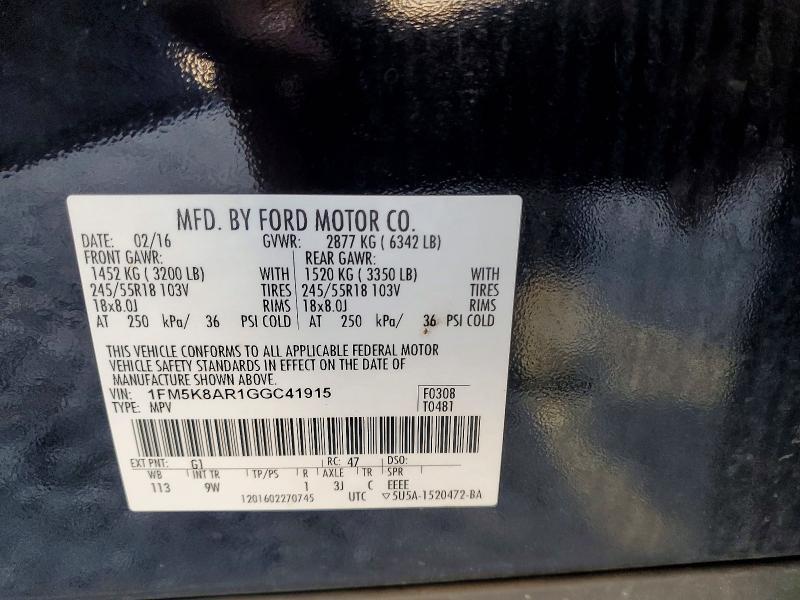 MFD. BY FORD MOTOR CO.
DATE: 02/16 GVWR: 2877 KG ( 6342 LB)
FRONT GAWR: REAR GAWR:
1452 KG ( 3200 LB) WITH 1520 KG ( 3350 LB) WITH
245/55R18 103V TIRES 245/55R18 103V TIRES
18x8.0J RIMS 18x8.0J RIMS
AT 250 kPa/ 36 PSI COLD AT 250 kPa/ 36 PSI COLD
THIS VEHICLE CONFORMS TO ALL APPLICABLE FEDERAL MOTOR
VEHICLE SAFETY STANDARDS IN EFFECT ON THE DATE OF
MANUFACTURE SHOWN ABOVE.
VIN: 1FM5K8AR1GGC41915 F0308
TYPE: MPV T0481
EXT PNT: G1 RC: 47 DSO:
WB INT TR TP/PS R AXLE TR SPR
113 9W 1 3J C EEEE
1201602270745 UTC ▽5U5A-1520472-BA